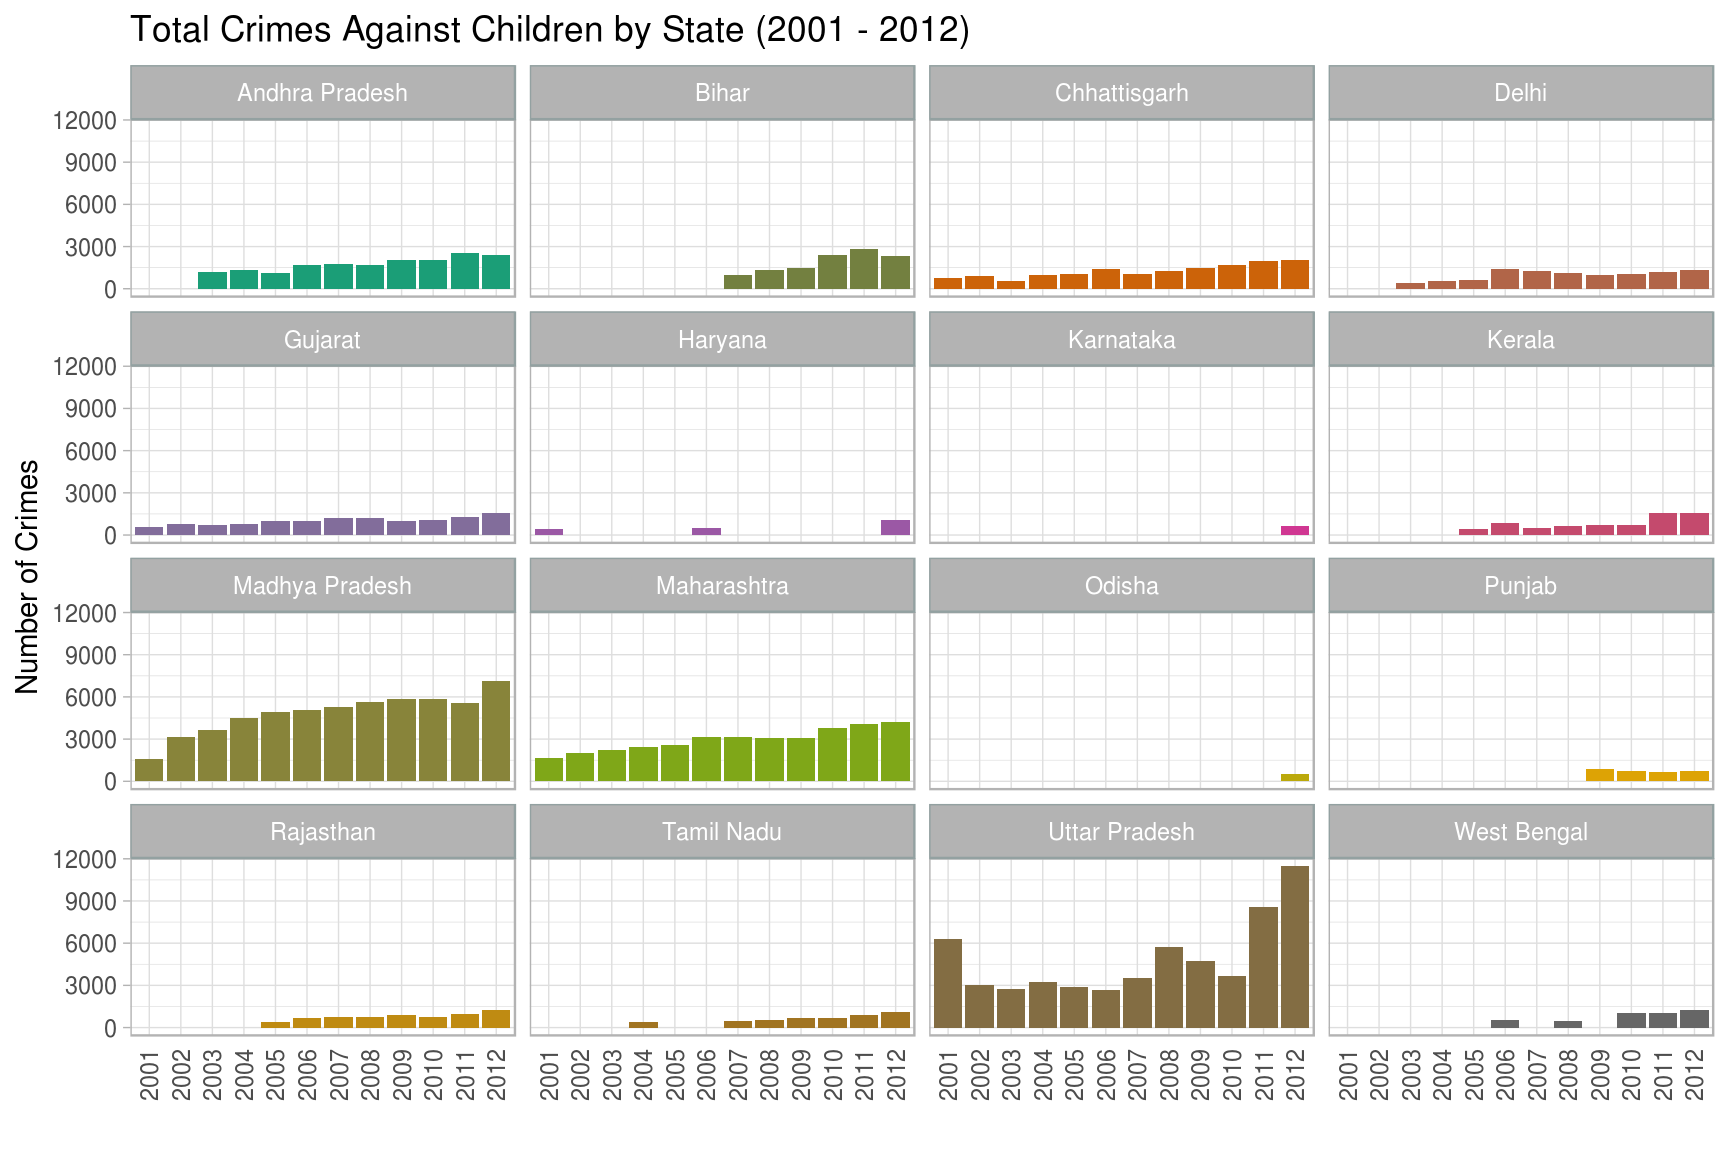 Total Crimes Against Children by State (2001 - 2012)
Andhra Pradesh Bihar Chhattisgarh Delhi
12000
9000
6000
3000
0
Gujarat Haryana Karnataka Kerala
12000
9000
6000
3000
0
Madhya Pradesh Maharashtra Odisha Punjab
12000
9000
6000
3000
0
Rajasthan Tamil Nadu Uttar Pradesh West Bengal
12000
9000
6000
3000
0
Number of Crimes
2001 2002 2003 2004 2005 2006 2007 2008 2009 2010 2011 2012 2001 2002 2003 2004 2005 2006 2007 2008 2009 2010 2011 2012 2001 2002 2003 2004 2005 2006 2007 2008 2009 2010 2011 2012 2001 2002 2003 2004 2005 2006 2007 2008 2009 2010 2011 2012